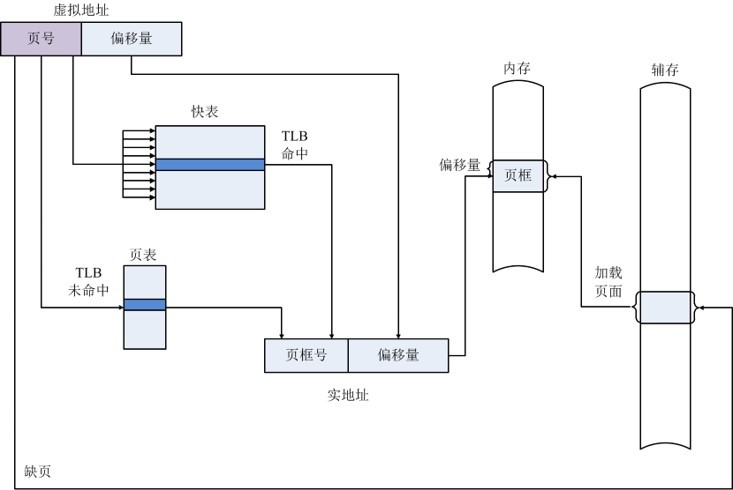 虚拟地址
页号
偏移量
快表
TLB
命中
内存
辅存
偏移量
页框
页表
TLB
未命中
加载
页面
页框号
偏移量
实地址
缺页